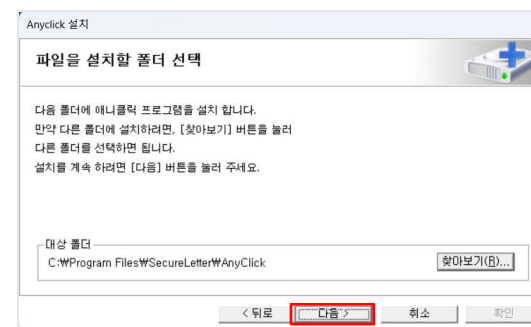 Anyclick 설치
파일을 설치할 폴더 선택
다음 폴더에 애니클릭 프로그램을 설치 합니다.
만약 다른 폴더에 설치하려면, [찾아보기] 버튼을 눌러
다른 폴더를 선택하면 됩니다.
설치를 계속 하려면 [다음] 버튼을 눌러 주세요.
대상 폴더
C:₩Program Files₩SecureLetter₩AnyClick
찾아보기(B)...
< 뒤로 다음 > 취소 확인